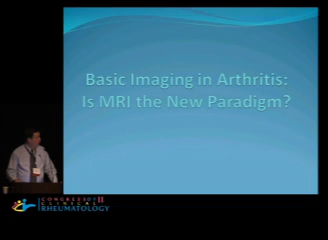 Basic Imaging in Arthritis:
Is MRI the New Paradigm?
CONGRESS OF
CLINICAL
RHEUMATOLOGY